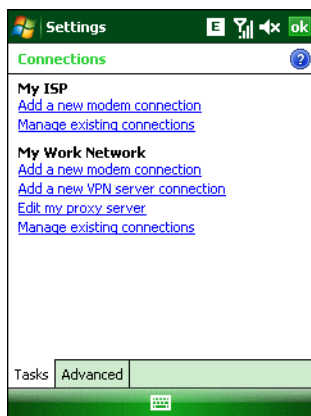 Settings
E
ok
Connections
?
My ISP
Add a new modem connection
Manage existing connections
My Work Network
Add a new modem connection
Add a new VPN server connection
Edit my proxy server
Manage existing connections
Tasks Advanced